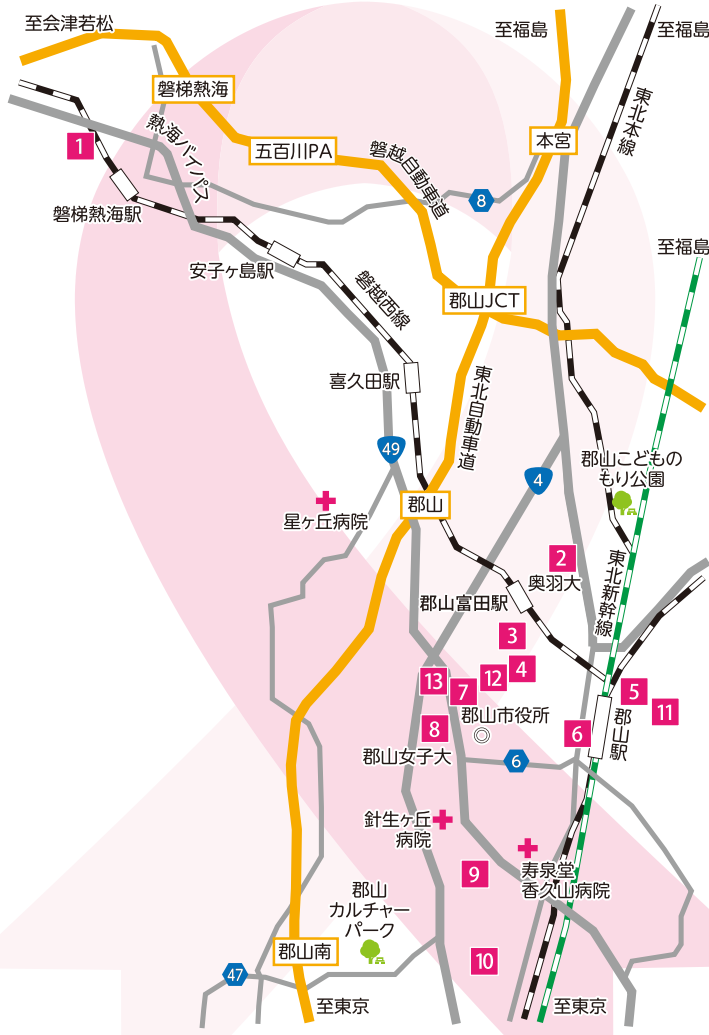 至会津若松
至福島
至福島
磐梯熱海
東北本線
本宮
熱海バイパス
五百川PA
磐越自動車道
1
8
磐梯熱海駅
至福島
安子ヶ島駅
磐越西線
郡山JCT
喜久田駅
東北自動車道
49
郡山こどもの
もり公園
4
郡山
星ヶ丘病院
2
奥羽大
東北新幹線
郡山富田駅
3
4
13
7
12
5
11
郡山駅
8
郡山市役所
6
郡山女子大
6
針生ヶ丘
病院
9
寿泉堂
香久山病院
郡山
カルチャー
パーク
郡山南
10
47
至東京
至東京